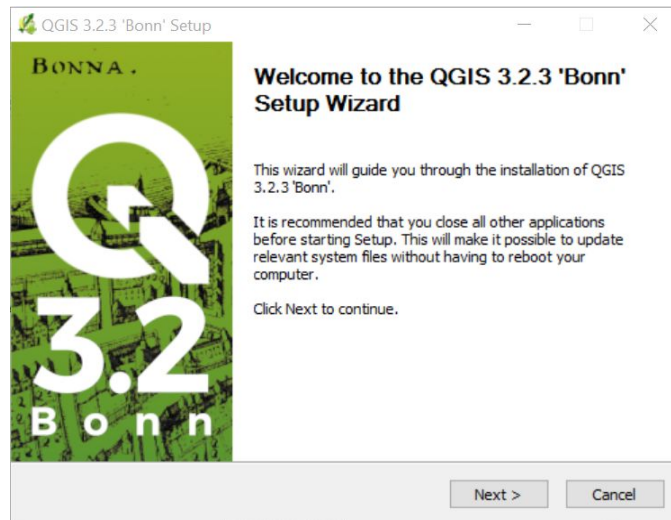 QGIS 3.2.3 'Bonn' Setup
BONNA.
3.2
Bonn
Welcome to the QGIS 3.2.3 'Bonn'
Setup Wizard
This wizard will guide you through the installation of QGIS
3.2.3 'Bonn'.
It is recommended that you close all other applications
before starting Setup. This will make it possible to update
relevant system files without having to reboot your
computer.
Click Next to continue.
Next >
Cancel